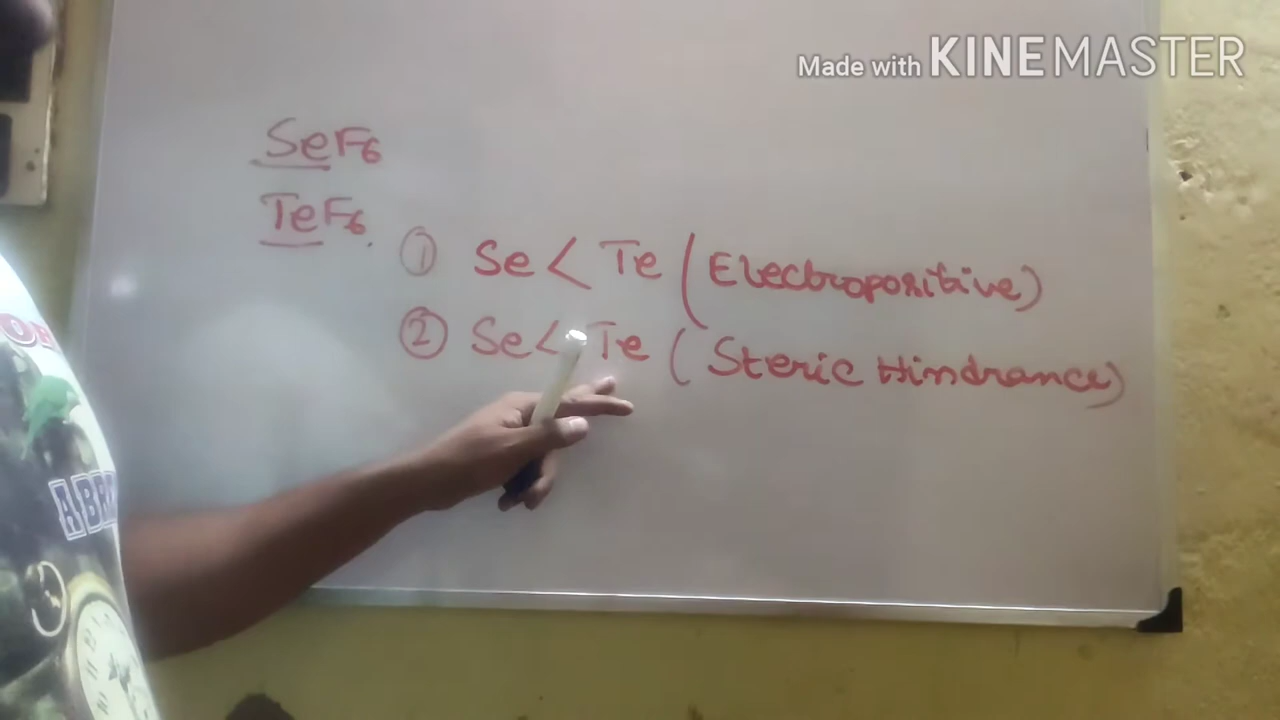 Made with KINEMASTER
SeF6
TeF6.
① Se < Te (Electropositive)
② Se < Te (Steric Hindrance)